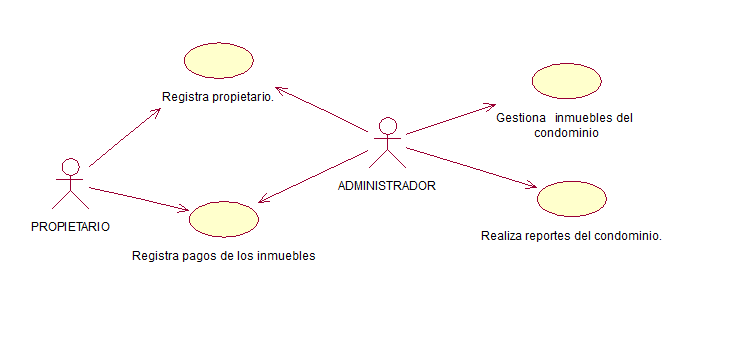 Registra propietario.
Gestiona inmuebles del
condominio
ADMINISTRADOR
PROPIETARIO
Realiza reportes del condominio.
Registra pagos de los inmuebles